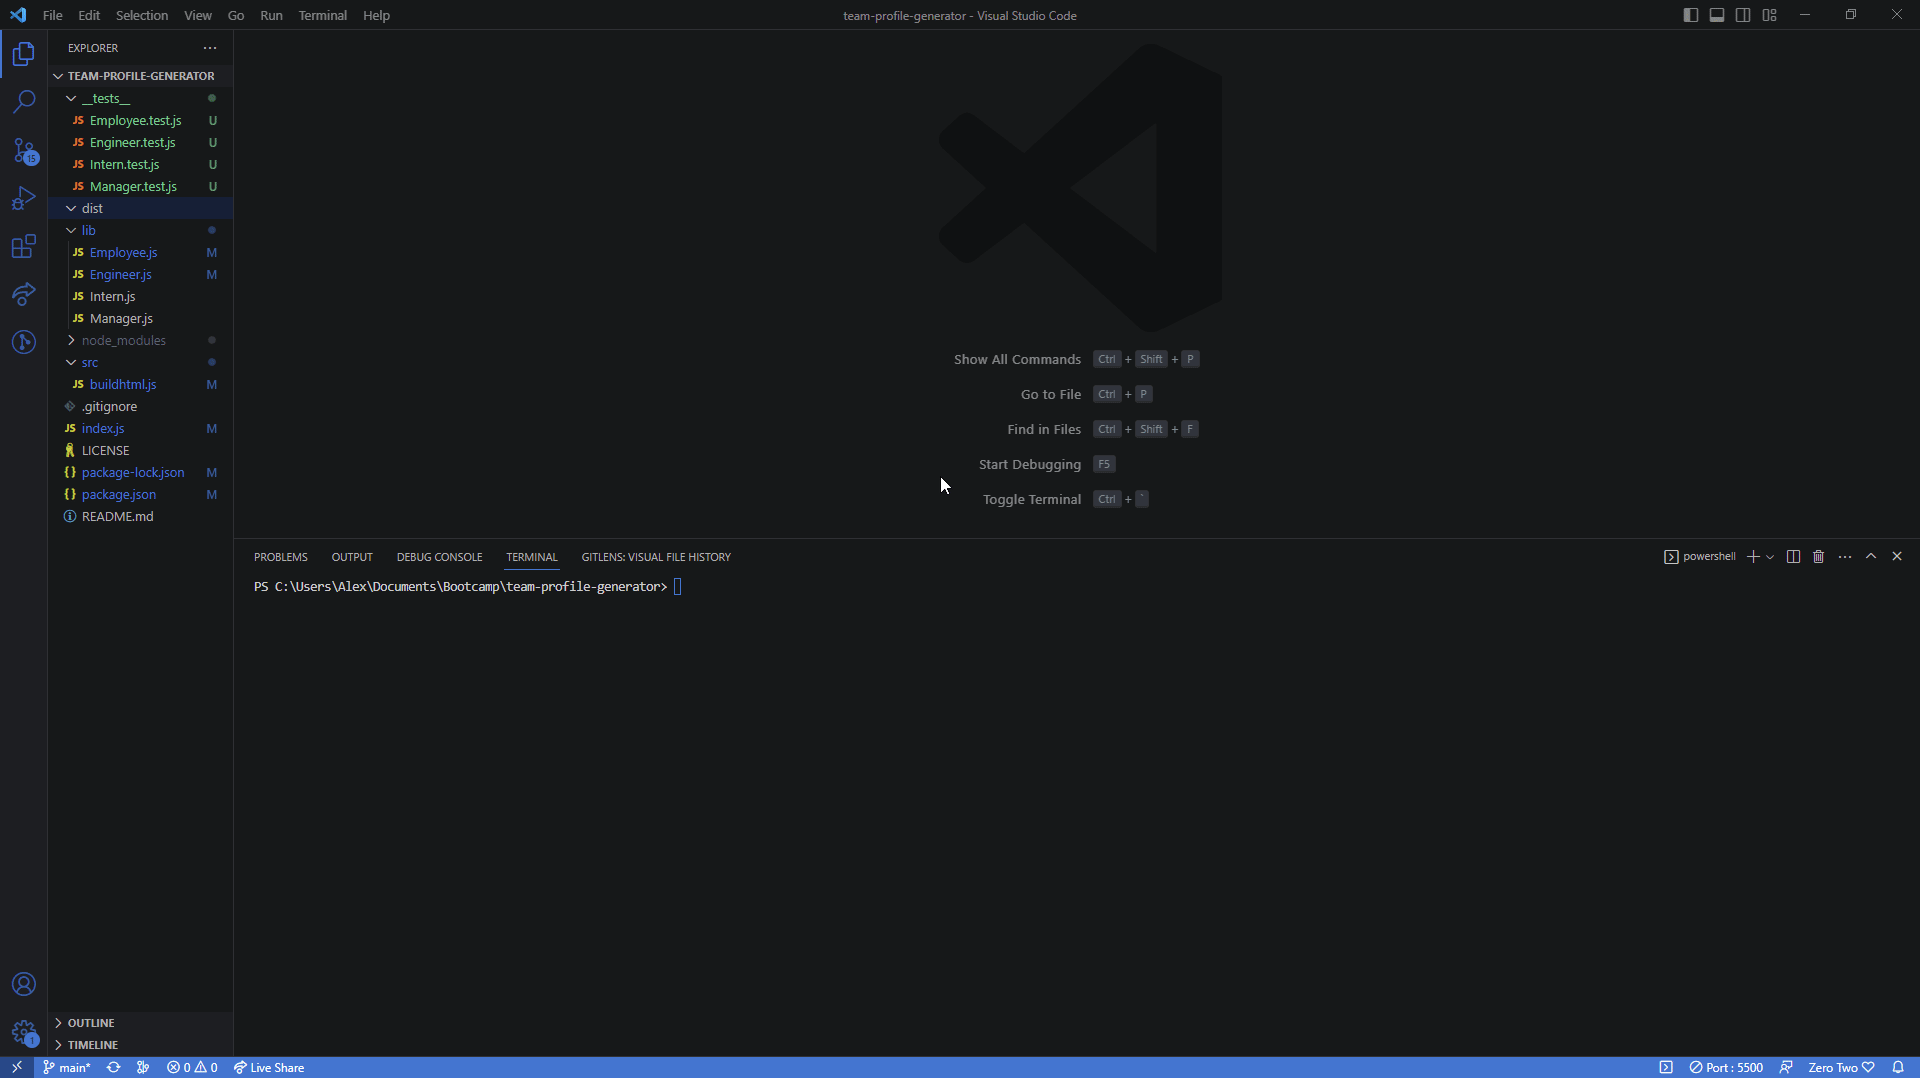 File Edit Selection View Go Run Terminal Help
team-profile-generator - Visual Studio Code
EXPLORER
TEAM-PROFILE-GENERATOR
__tests__
JS Employee.test.js U
JS Engineer.test.js U
JS Intern.test.js U
JS Manager.test.js U
dist
lib
JS Employee.js M
JS Engineer.js M
JS Intern.js
JS Manager.js
node_modules
src
JS buildhtml.js M
.gitignore
JS index.js M
LICENSE
{} package-lock.json M
{} package.json M
README.md
15
OUTLINE
TIMELINE
1
Show All Commands Ctrl + Shift + P
Go to File Ctrl + P
Find in Files Ctrl + Shift + F
Start Debugging F5
Toggle Terminal Ctrl + `
PROBLEMS OUTPUT DEBUG CONSOLE TERMINAL GITLENS: VISUAL FILE HISTORY
powershell
PS C:\Users\Alex\Documents\Bootcamp\team-profile-generator>
main* 0 0 Live Share
Port : 5500 Zero Two